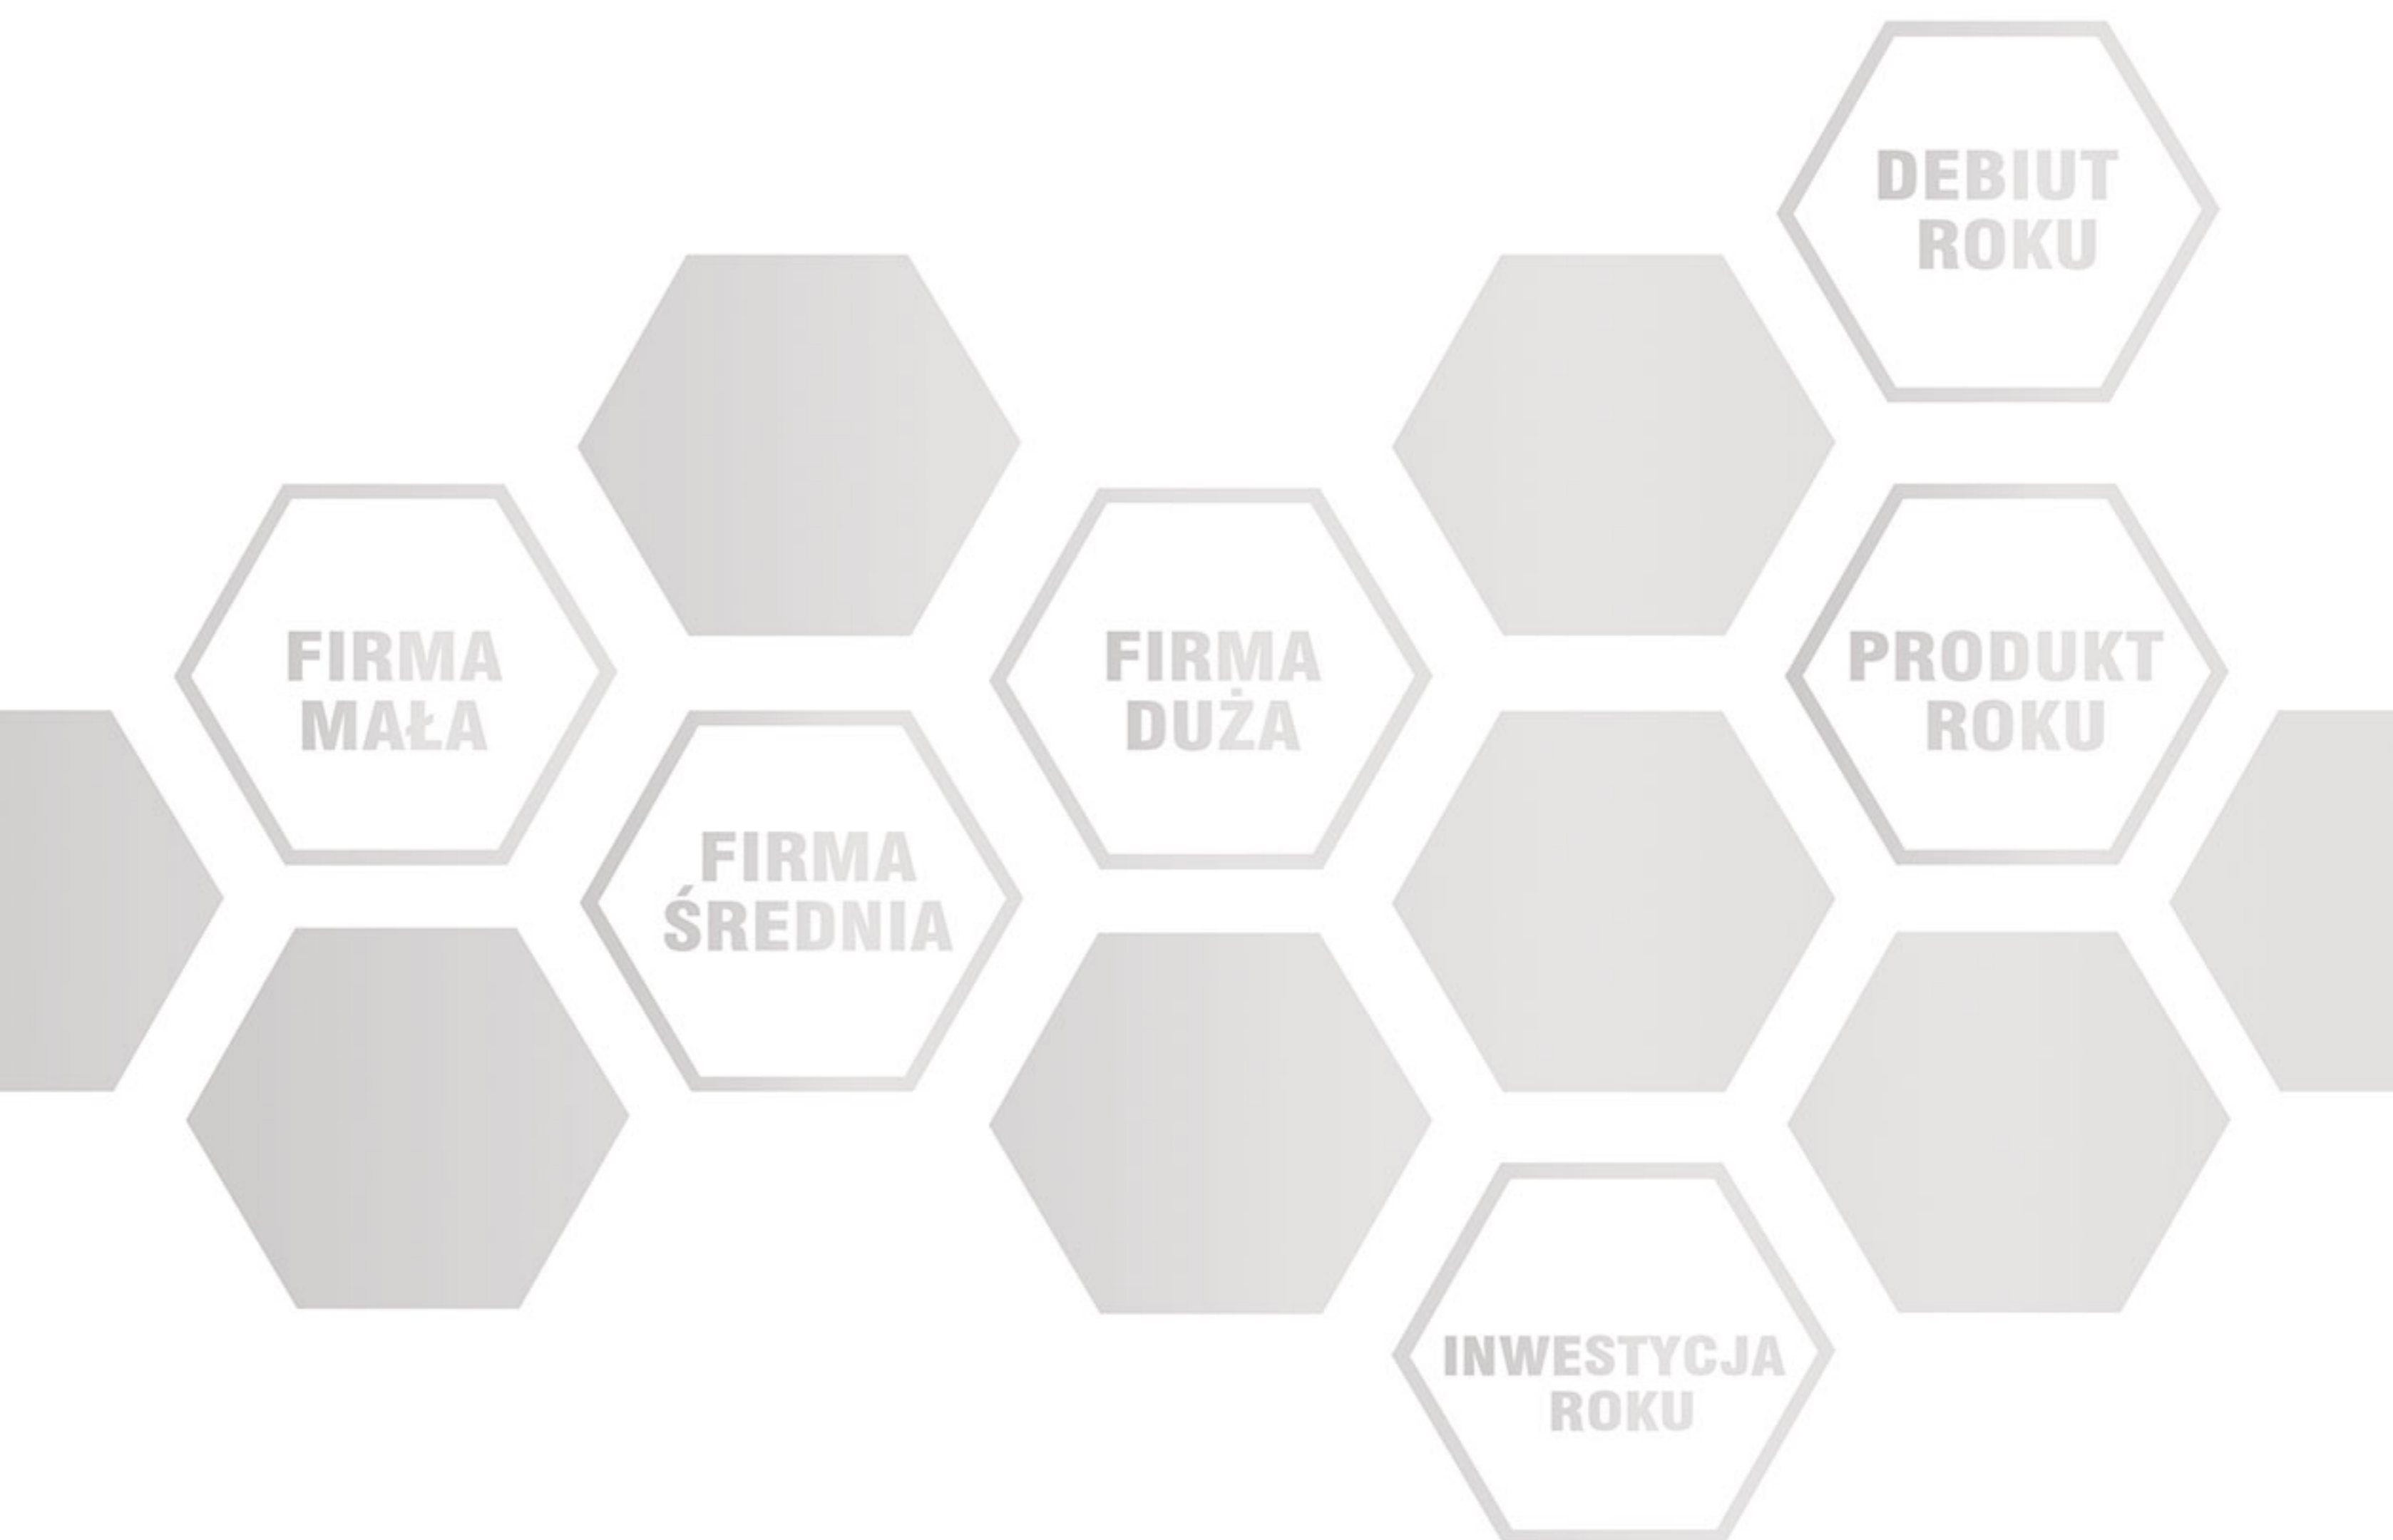 DEBIUT
ROKU
FIRMA
MAŁA
FIRMA
DUŻA
PRODUKT
ROKU
FIRMA
ŚREDNIA
INWESTYCJA
ROKU